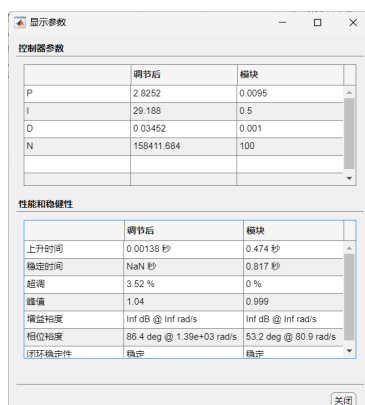 显示参数
控制器参数
调节后 模块
P 2.8252 0.0095
I 29.188 0.5
D 0.03452 0.001
N 158411.684 100
性能和稳健性
调节后 模块
上升时间 0.00138 秒 0.474 秒
稳定时间 NaN 秒 0.817 秒
超调 3.52 % 0 %
峰值 1.04 0.999
增益裕度 Inf dB @ Inf rad/s Inf dB @ Inf rad/s
相位裕度 86.4 deg @ 1.39e+03 rad/s 53.2 deg @ 80.9 rad/s
闭环稳定性 稳定 稳定
关闭